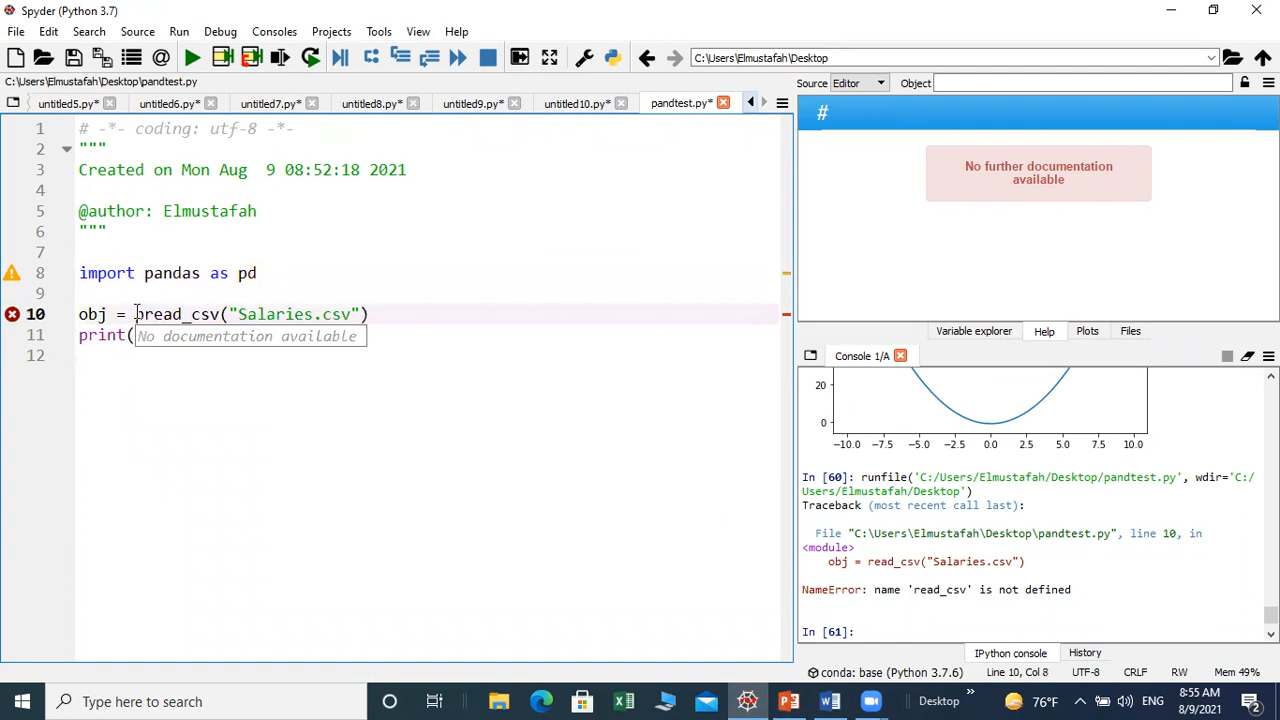 Spyder (Python 3.7)
File Edit Search Source Run Debug Consoles Projects Tools View Help
C:\Users\Elmustafah\Desktop
C:\Users\Elmustafah\Desktop\pandtest.py
untitled5.py* untitled6.py* untitled7.py* untitled8.py* untitled9.py* untitled10.py* pandtest.py*
Source Editor Object
#
No further documentation
available
1 # -*- coding: utf-8 -*-
2 """
3 Created on Mon Aug  9 08:52:18 2021
4
5 @author: Elmustafah
6 """
7
8 import pandas as pd
9
10 obj = pread_csv("Salaries.csv")
11 print(
No documentation available
12
Variable explorer Help Plots Files
Console 1/A
20
0
-10.0 -7.5 -5.0 -2.5 0.0 2.5 5.0 7.5 10.0
In [60]: runfile('C:/Users/Elmustafah/Desktop/pandtest.py', wdir='C:/
Users/Elmustafah/Desktop')
Traceback (most recent call last):
File "C:\Users\Elmustafah\Desktop\pandtest.py", line 10, in
<module>
obj = read_csv("Salaries.csv")
NameError: name 'read_csv' is not defined
In [61]:
IPython console History
conda: base (Python 3.7.6) Line 10, Col 8 UTF-8 CRLF RW Mem 49%
Type here to search
Desktop
76°F
ENG
8:55 AM
8/9/2021
2